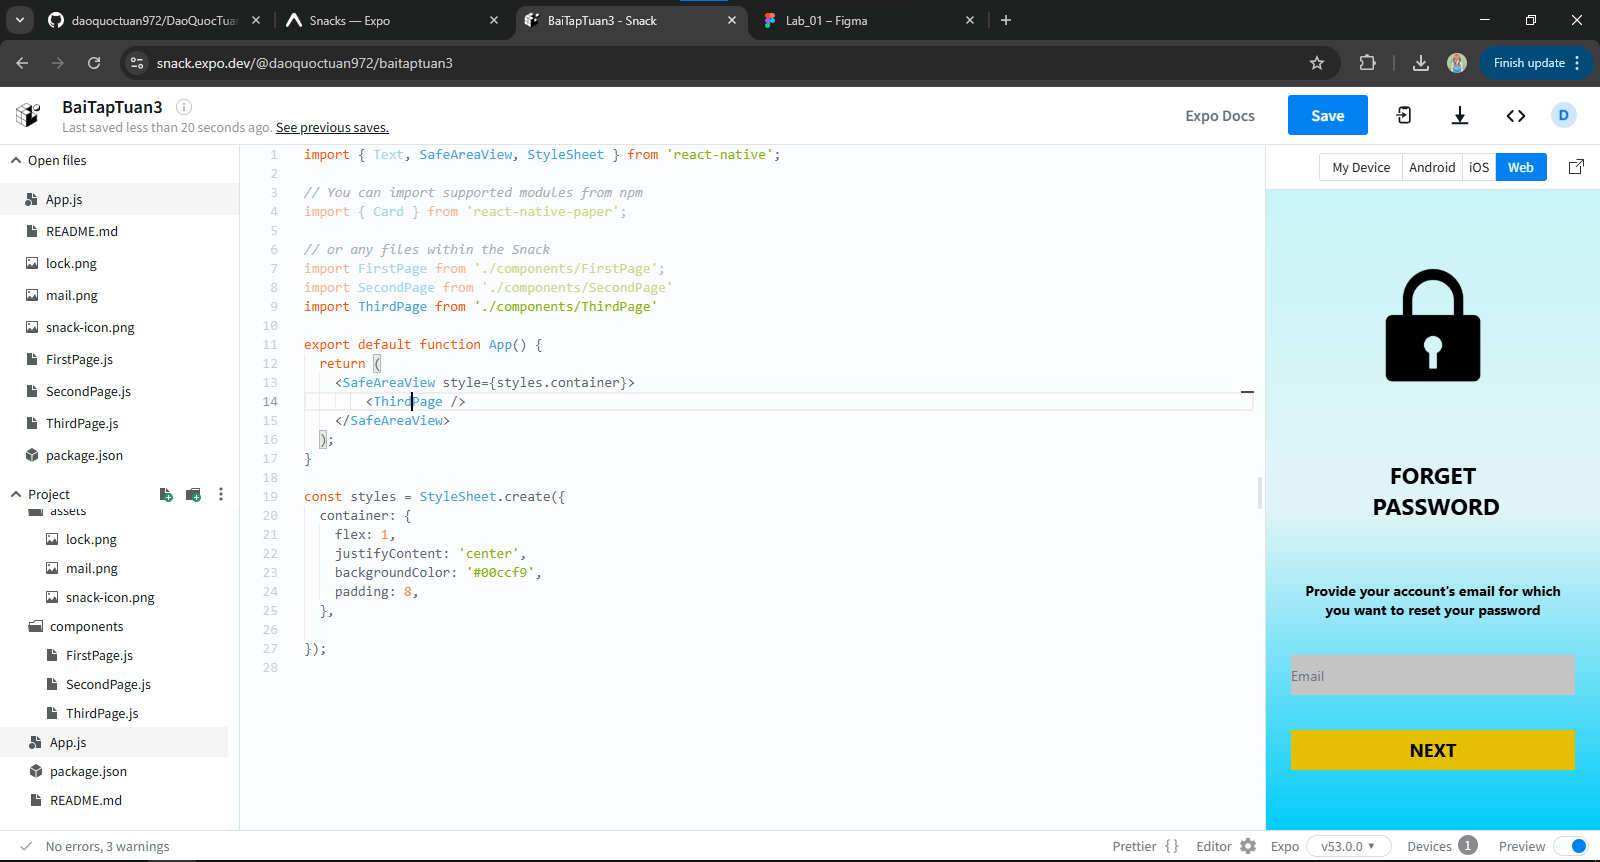 daoquoctuan972/DaoQuocTuan
Snacks — Expo
BaiTapTuan3 - Snack
Lab_01 – Figma
snack.expo.dev/@daoquoctuan972/baitaptuan3
Finish update
BaiTapTuan3
Last saved less than 20 seconds ago. See previous saves.
Expo Docs
Save
D
Open files
App.js
README.md
lock.png
mail.png
snack-icon.png
FirstPage.js
SecondPage.js
ThirdPage.js
package.json
Project
assets
lock.png
mail.png
snack-icon.png
components
FirstPage.js
SecondPage.js
ThirdPage.js
App.js
package.json
README.md
1 import { Text, SafeAreaView, StyleSheet } from 'react-native';
2
3 // You can import supported modules from npm
4 import { Card } from 'react-native-paper';
5
6 // or any files within the Snack
7 import FirstPage from './components/FirstPage';
8 import SecondPage from './components/SecondPage'
9 import ThirdPage from './components/ThirdPage'
10
11 export default function App() {
12 return (
13 <SafeAreaView style={styles.container}>
14 <ThirdPage />
15 </SafeAreaView>
16 );
17 }
18
19 const styles = StyleSheet.create({
20 container: {
21 flex: 1,
22 justifyContent: 'center',
23 backgroundColor: '#00ccf9',
24 padding: 8,
25 },
26
27 });
28
My Device
Android
iOS
Web
FORGET
PASSWORD
Provide your account's email for which
you want to reset your password
Email
NEXT
No errors, 3 warnings
Prettier { }
Editor
Expo
v53.0.0
Devices 1
Preview